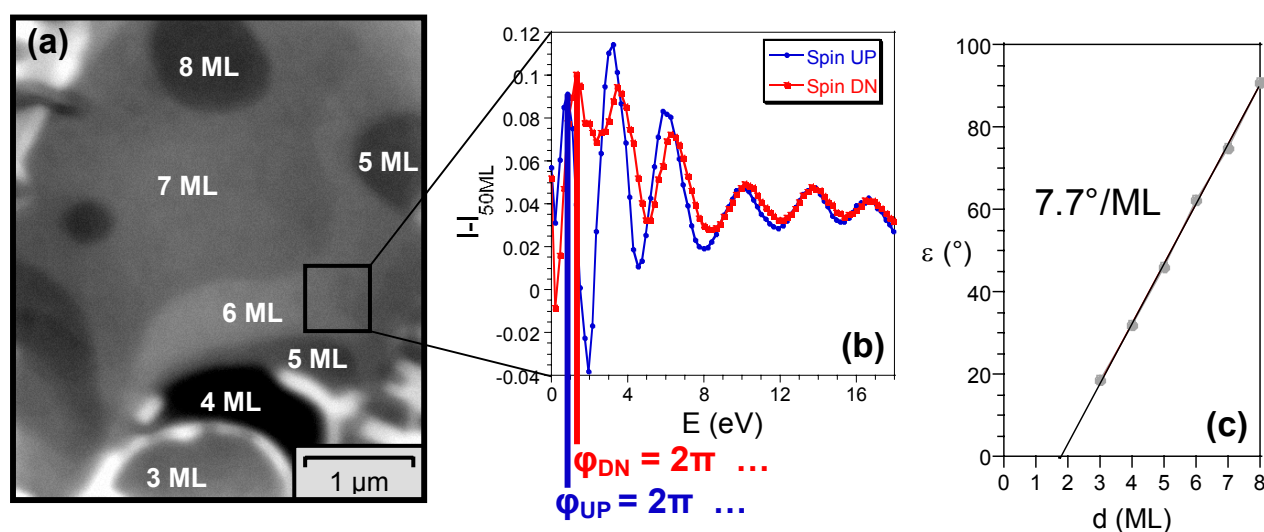 (a)
8 ML
5 ML
7 ML
6 ML
5 ML
4 ML
3 ML
1 µm
I-I50ML
0.12
0.1
0.08
0.06
0.04
0.02
0
-0.02
-0.04
Spin UP
Spin DN
(b)
0 4 8 12 16
E (eV)
φDN = 2π ...
φUP = 2π ...
ε (°)
100
80
60
40
20
0
7.7°/ML
(c)
0 1 2 3 4 5 6 7 8
d (ML)